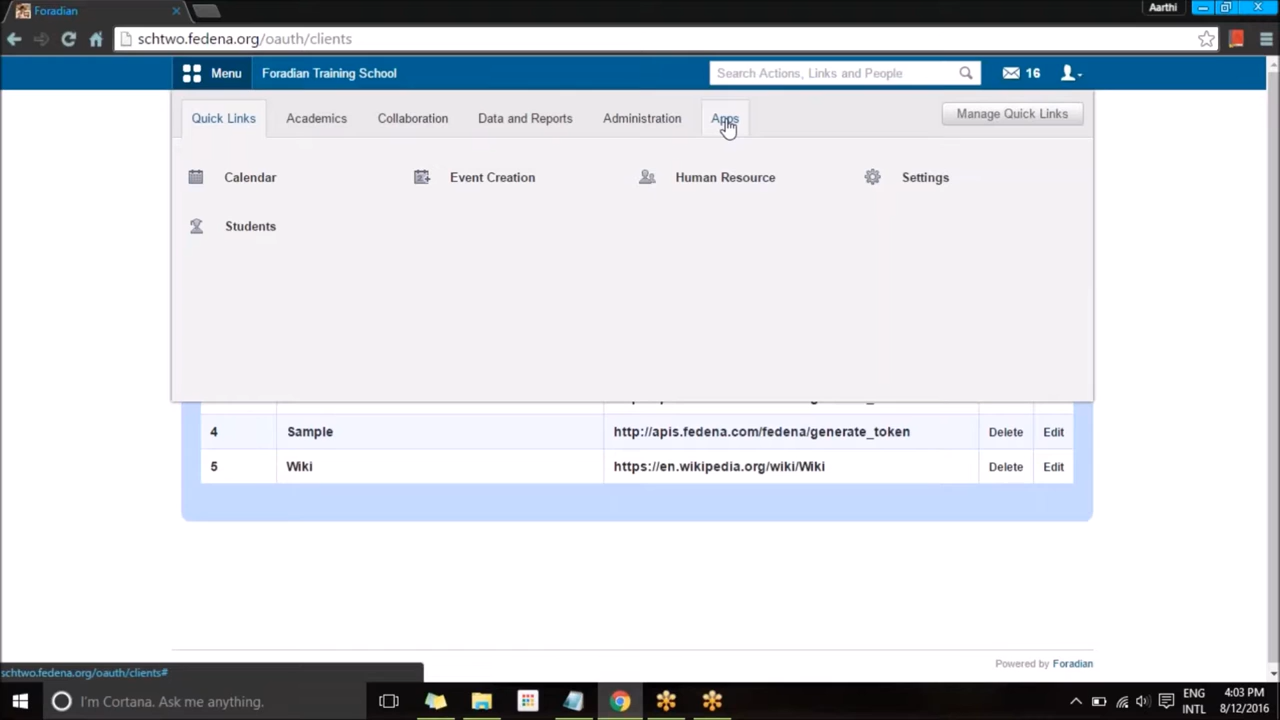 Foradian
Aarthi
schtwo.fedena.org/oauth/clients
Menu Foradian Training School Search Actions, Links and People 16
Quick Links Academics Collaboration Data and Reports Administration Apps Manage Quick Links
Calendar Event Creation Human Resource Settings
Students
4 Sample http://apis.fedena.com/fedena/generate_token Delete Edit
5 Wiki https://en.wikipedia.org/wiki/Wiki Delete Edit
Powered by Foradian
schtwo.fedena.org/oauth/clients#
I'm Cortana. Ask me anything.
ENG 4:03 PM
INTL 8/12/2016